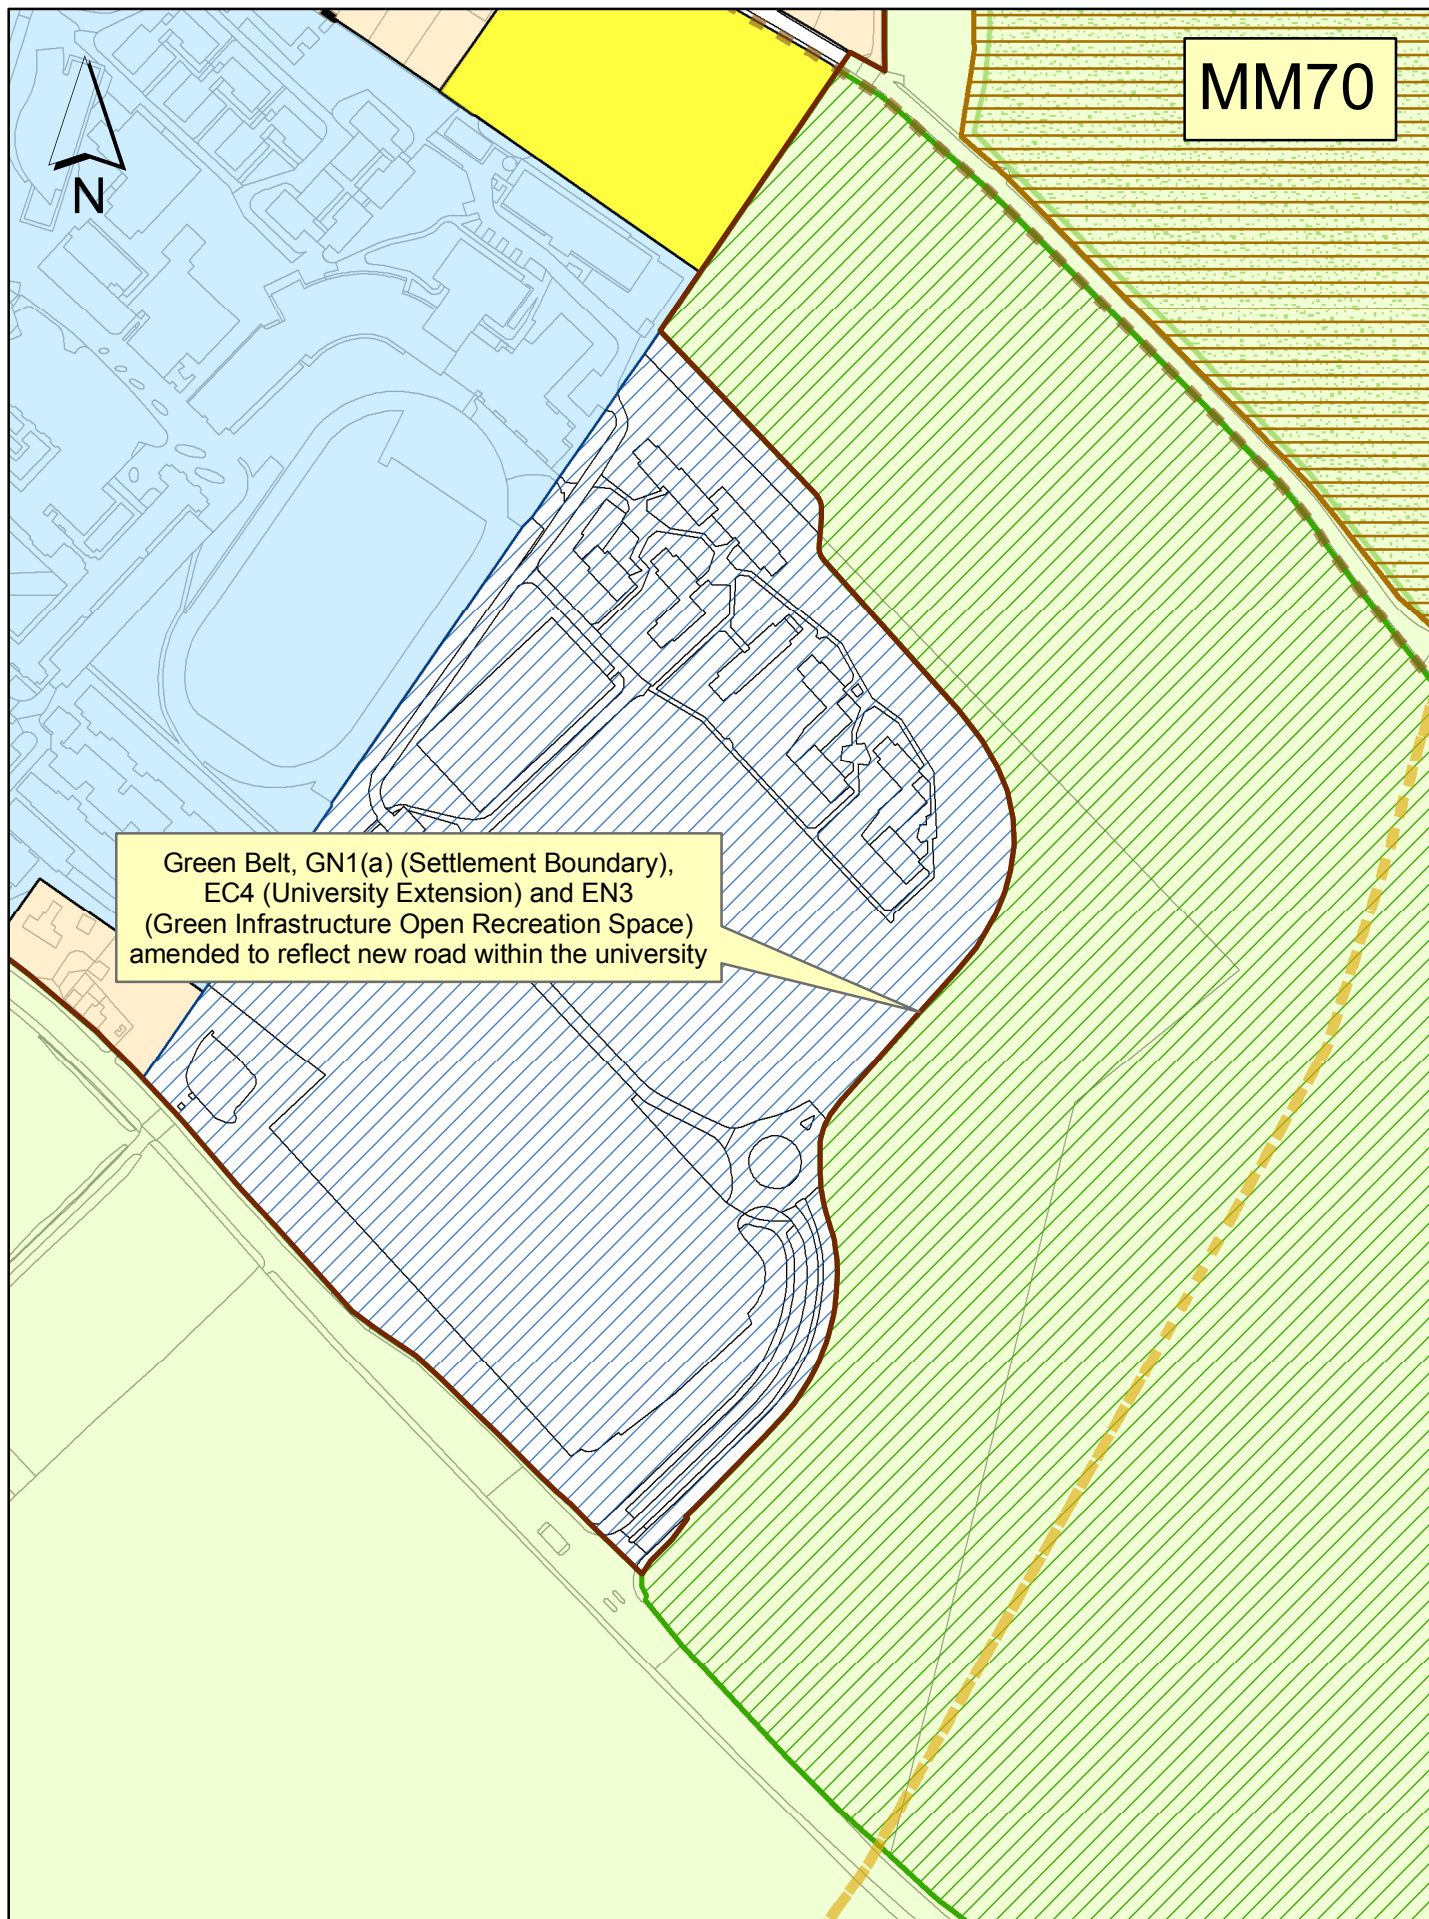 MM70
N
Green Belt, GN1(a) (Settlement Boundary),
EC4 (University Extension) and EN3
(Green Infrastructure Open Recreation Space)
amended to reflect new road within the university